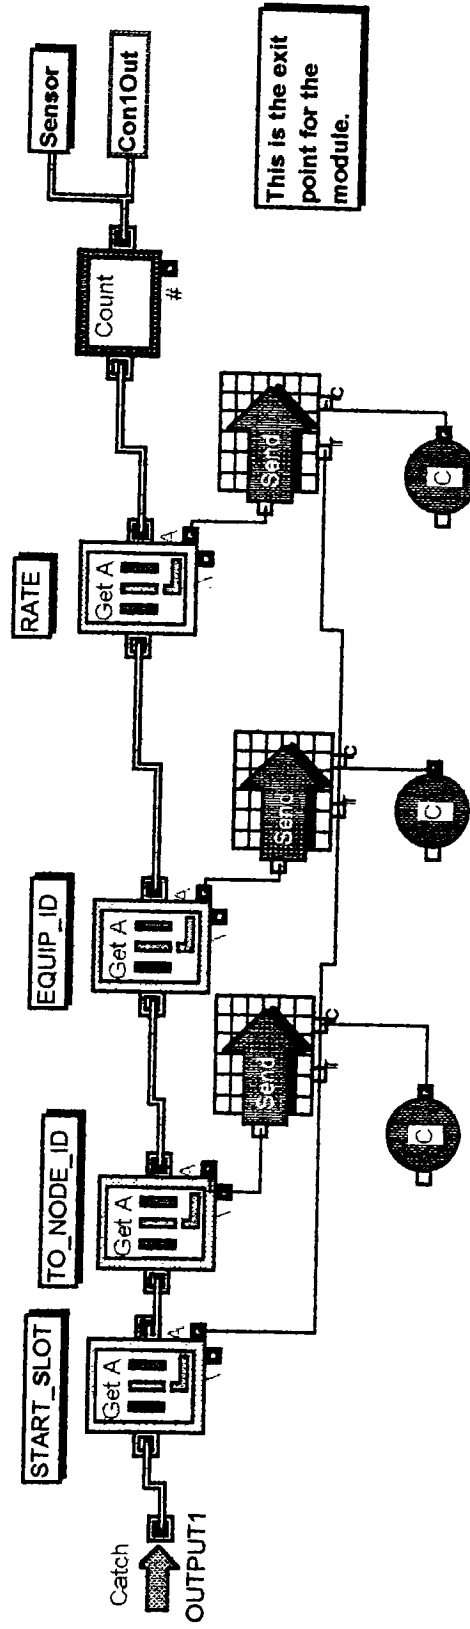 Catch
OUTPUT1
START_SLOT
Get A
A
TO_NODE_ID
Get A
A
Send
T
C
C
EQUIP_ID
Get A
A
Send
T
C
C
RATE
Get A
A
Send
T
C
C
Count
#
Sensor
Con1Out
This is the exit
point for the
module.